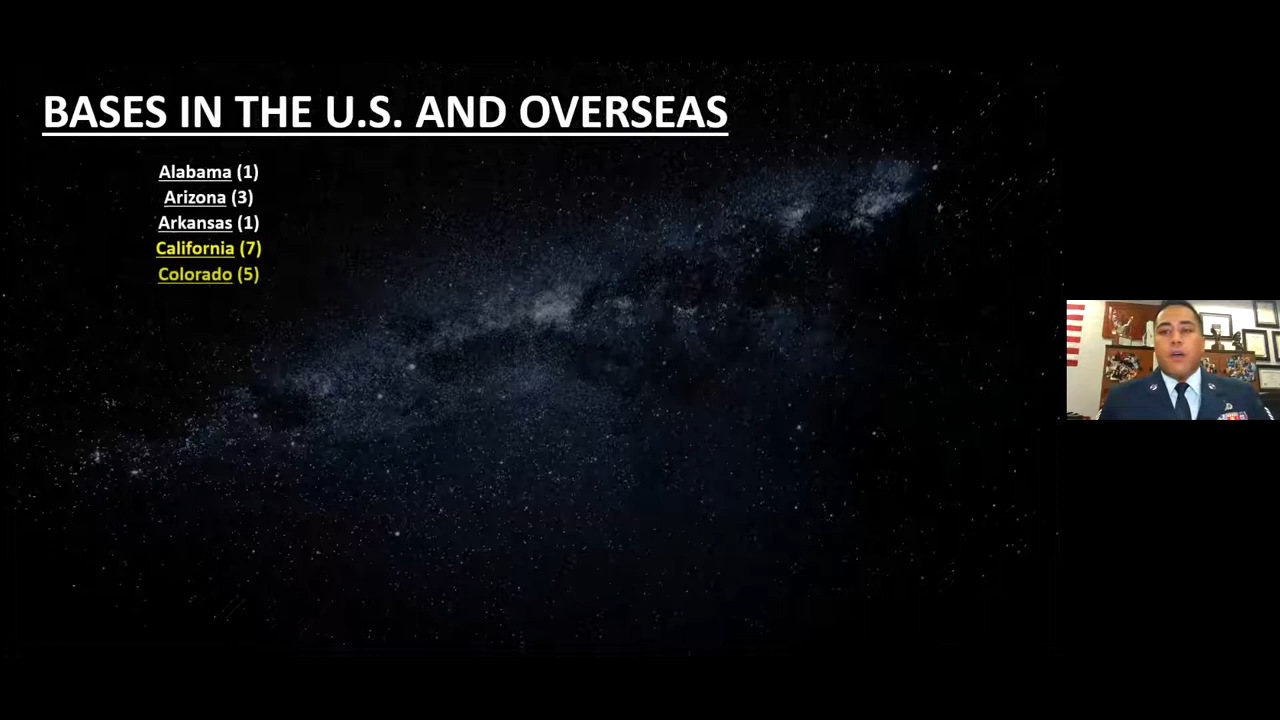 BASES IN THE U.S. AND OVERSEAS
Alabama (1)
Arizona (3)
Arkansas (1)
California (7)
Colorado (5)